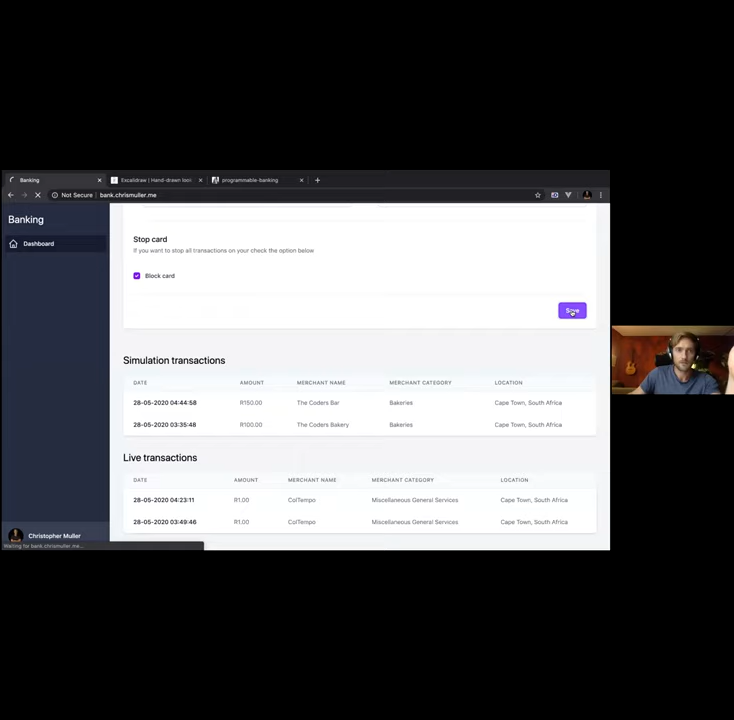 Banking
Excalidraw | Hand-drawn look
programmable-banking
Not Secure | bank.chrismuller.me
Banking
Dashboard
Stop card
If you want to stop all transactions on your check the option below
Block card
Save
Simulation transactions
DATE AMOUNT MERCHANT NAME MERCHANT CATEGORY LOCATION
28-05-2020 04:44:58 R150.00 The Coders Bar Bakeries Cape Town, South Africa
28-05-2020 03:35:48 R100.00 The Coders Bakery Bakeries Cape Town, South Africa
Live transactions
DATE AMOUNT MERCHANT NAME MERCHANT CATEGORY LOCATION
28-05-2020 04:23:11 R1.00 ColTempo Miscellaneous General Services Cape Town, South Africa
28-05-2020 03:49:46 R1.00 ColTempo Miscellaneous General Services Cape Town, South Africa
Christopher Muller
Waiting for bank.chrismuller.me...